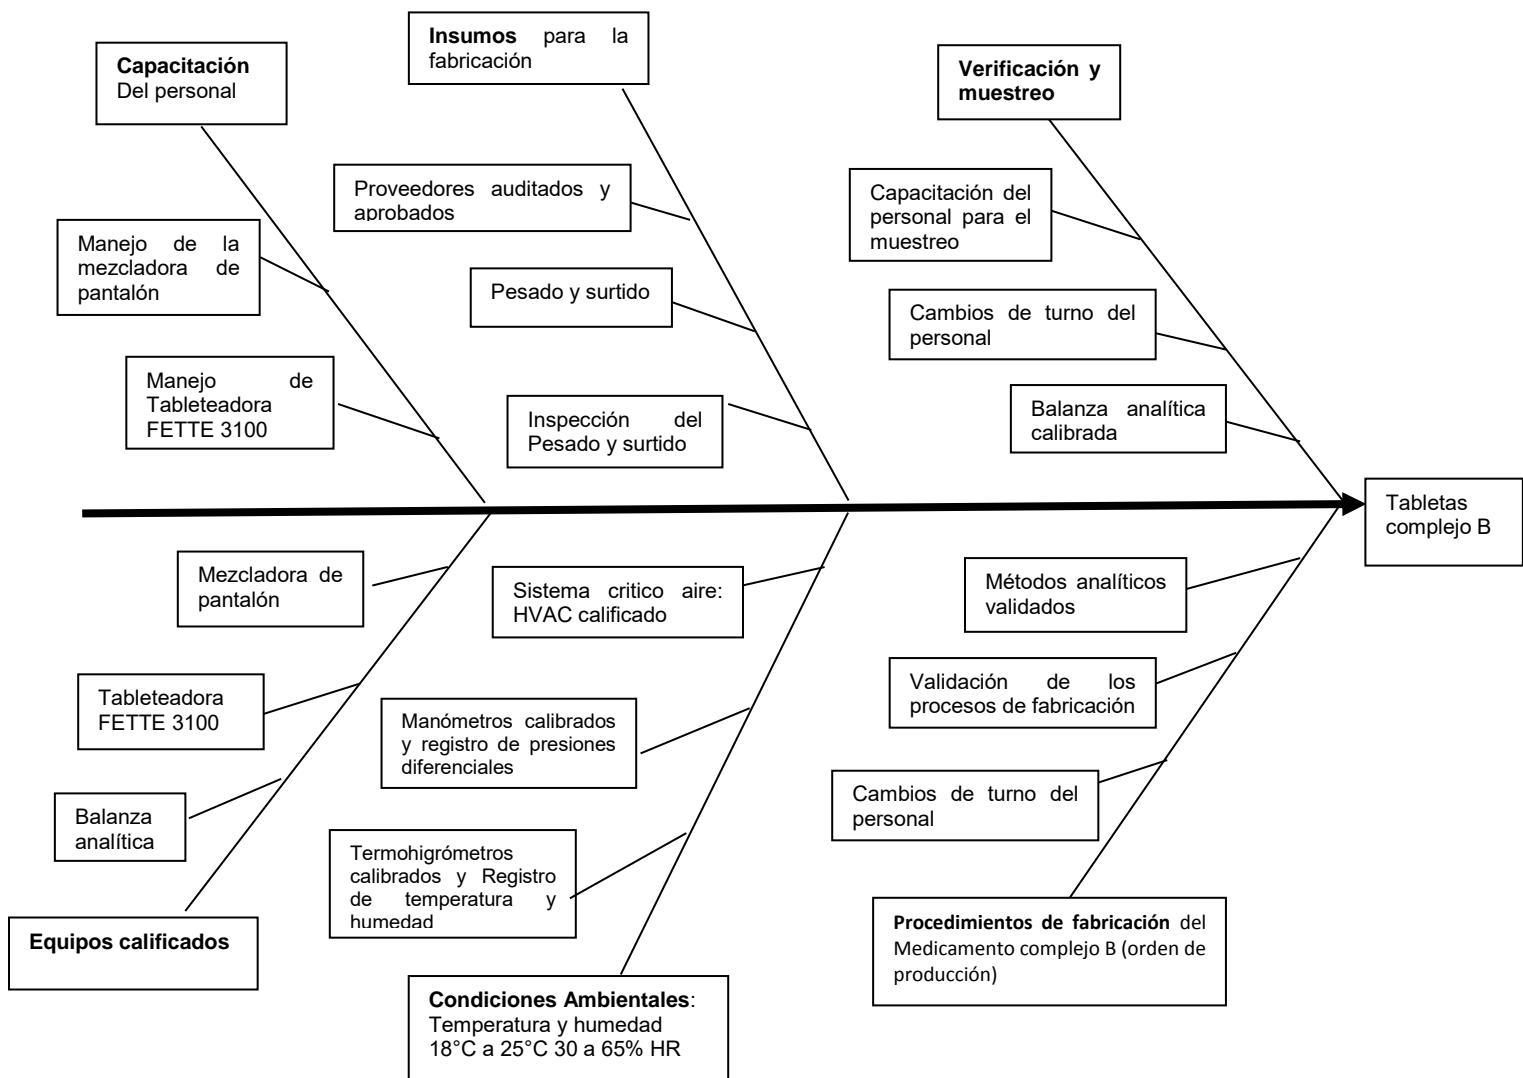 Capacitación
Del personal
Insumos para la
fabricación
Verificación y
muestreo
Proveedores auditados y
aprobados
Capacitación del
personal para el
muestreo
Manejo de la
mezcladora de
pantalón
Pesado y surtido
Cambios de turno del
personal
Manejo de
Tableteadora
FETTE 3100
Inspección del
Pesado y surtido
Balanza analítica
calibrada
Tabletas
complejo B
Mezcladora de
pantalón
Sistema critico aire:
HVAC calificado
Métodos analíticos
validados
Tableteadora
FETTE 3100
Manómetros calibrados
y registro de presiones
diferenciales
Validación de los
procesos de fabricación
Balanza
analítica
Termohigrómetros
calibrados y Registro
de temperatura y
humedad
Cambios de turno del
personal
Equipos calificados
Condiciones Ambientales:
Temperatura y humedad
18°C a 25°C 30 a 65% HR
Procedimientos de fabricación del
Medicamento complejo B (orden de
producción)